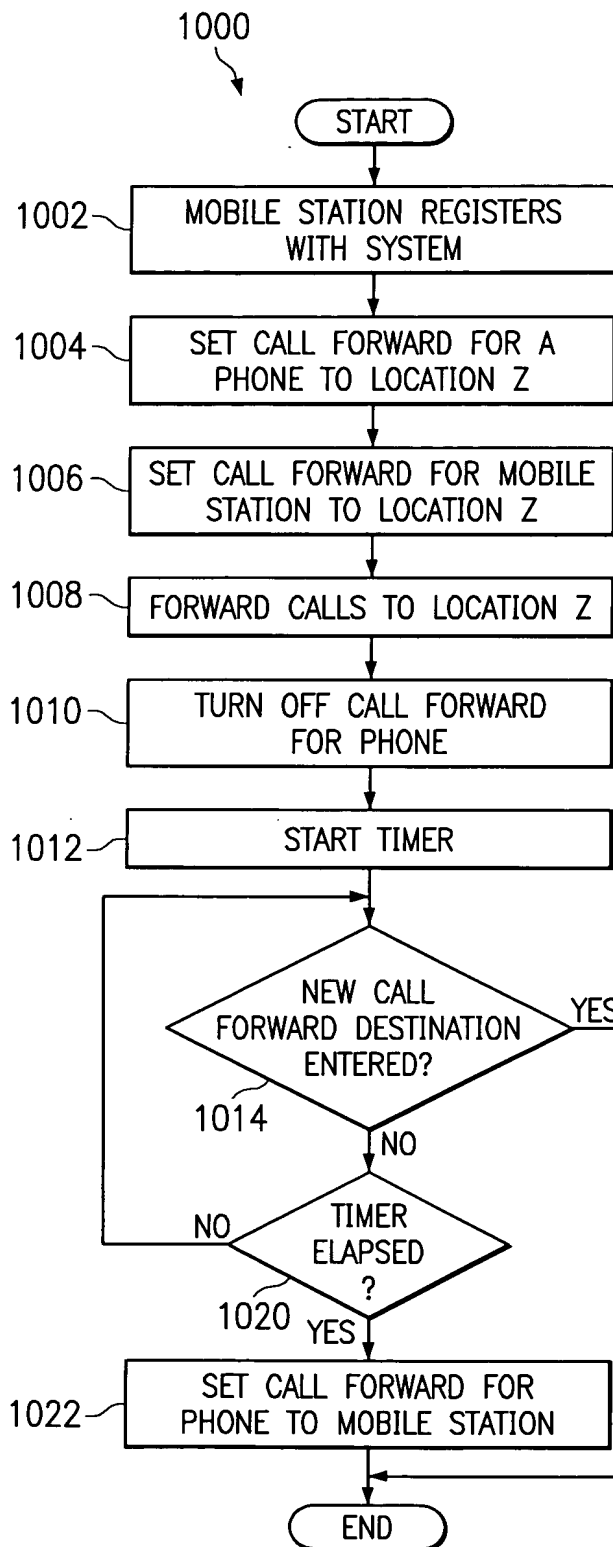 1000
START
1002
MOBILE STATION REGISTERS
WITH SYSTEM
1004
SET CALL FORWARD FOR A
PHONE TO LOCATION Z
1006
SET CALL FORWARD FOR MOBILE
STATION TO LOCATION Z
1008
FORWARD CALLS TO LOCATION Z
1010
TURN OFF CALL FORWARD
FOR PHONE
1012
START TIMER
NEW CALL
FORWARD DESTINATION
ENTERED?
YES
1014
NO
NO
TIMER
ELAPSED
?
1020
YES
1022
SET CALL FORWARD FOR
PHONE TO MOBILE STATION
END